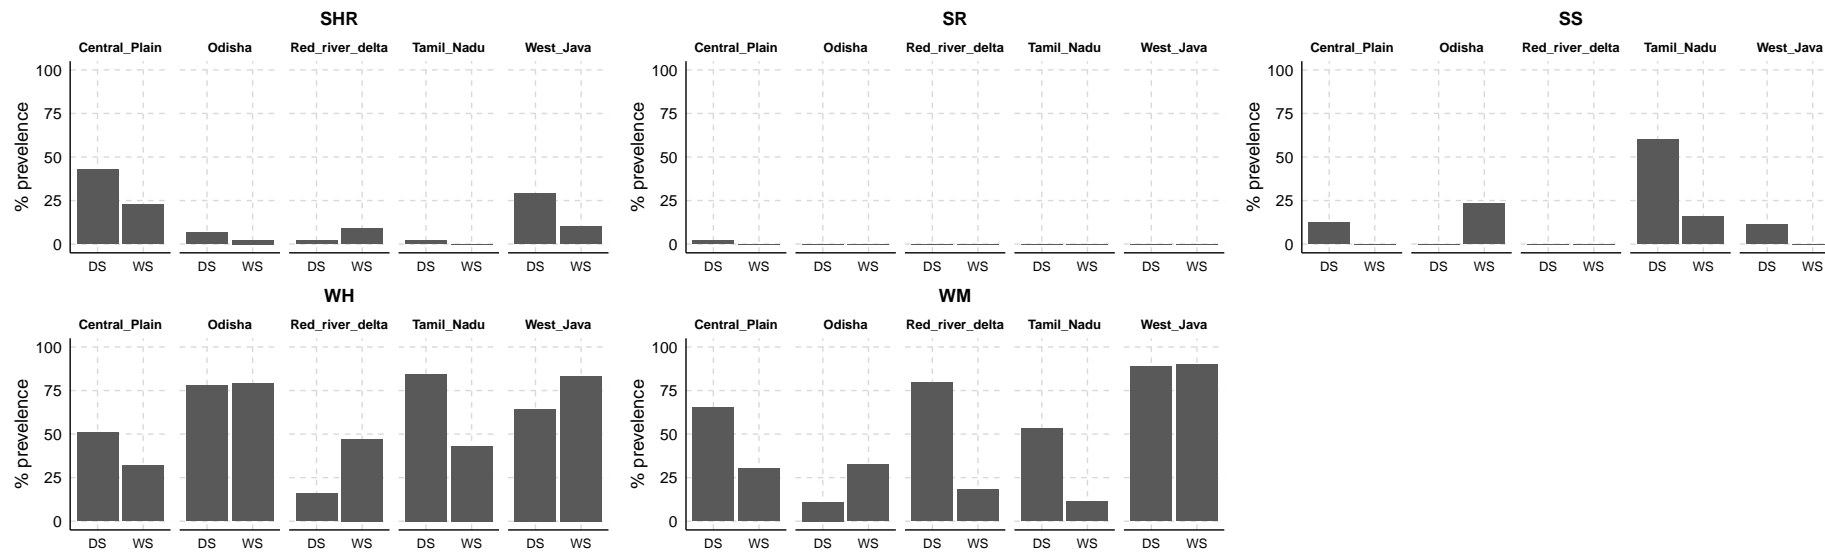 SHR
Central_Plain Odisha Red_river_delta Tamil_Nadu West_Java
100
75
50
25
0
% prevelence
DS WS DS WS DS WS DS WS DS WS
SR
Central_Plain Odisha Red_river_delta Tamil_Nadu West_Java
100
75
50
25
0
% prevelence
DS WS DS WS DS WS DS WS DS WS
SS
Central_Plain Odisha Red_river_delta Tamil_Nadu West_Java
100
75
50
25
0
% prevelence
DS WS DS WS DS WS DS WS DS WS
WH
Central_Plain Odisha Red_river_delta Tamil_Nadu West_Java
100
75
50
25
0
% prevelence
DS WS DS WS DS WS DS WS DS WS
WM
Central_Plain Odisha Red_river_delta Tamil_Nadu West_Java
100
75
50
25
0
% prevelence
DS WS DS WS DS WS DS WS DS WS